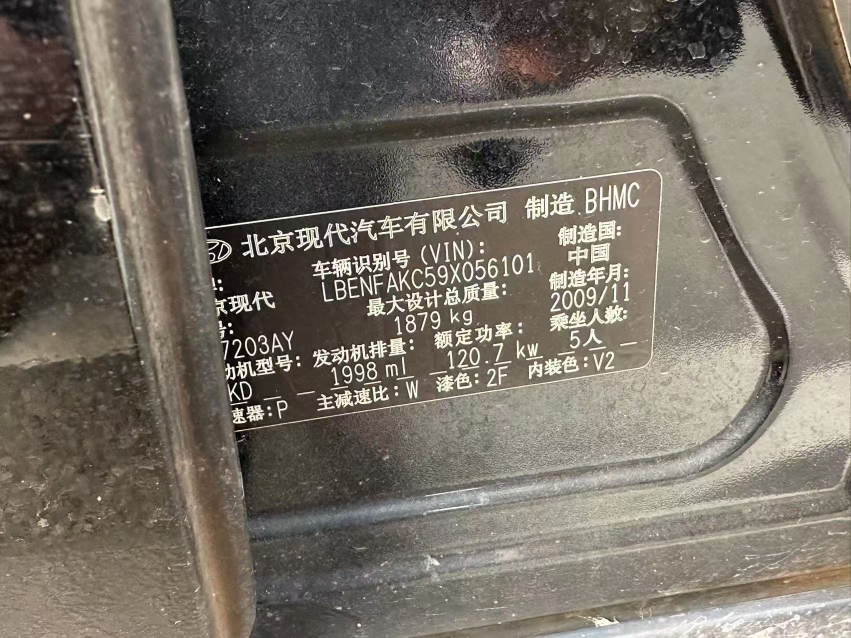 北京现代汽车有限公司 制造 BHMC
车辆识别号 (VIN): 制造国:
京现代 LBENFAKC59X056101 中国
号: 最大设计总质量: 制造年月:
7203AY 1879 kg 2009/11
动机型号: 发动机排量: 额定功率: 乘坐人数:
KD 1998 ml 120.7 kw 5人
速器:P 主减速比:W 漆色:2F 内装色:V2